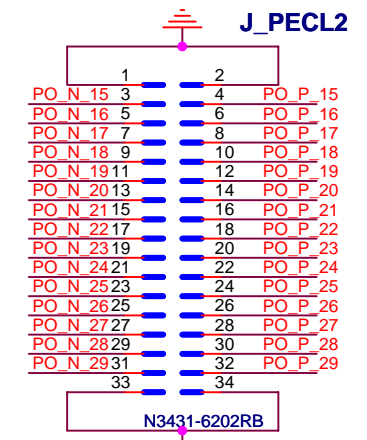 J_PECL2
1 2
PO_N_15 3 4 PO_P_15
PO_N_16 5 6 PO_P_16
PO_N_17 7 8 PO_P_17
PO_N_18 9 10 PO_P_18
PO_N_19 11 12 PO_P_19
PO_N_20 13 14 PO_P_20
PO_N_21 15 16 PO_P_21
PO_N_22 17 18 PO_P_22
PO_N_23 19 20 PO_P_23
PO_N_24 21 22 PO_P_24
PO_N_25 23 24 PO_P_25
PO_N_26 25 26 PO_P_26
PO_N_27 27 28 PO_P_27
PO_N_28 29 30 PO_P_28
PO_N_29 31 32 PO_P_29
33 34
N3431-6202RB